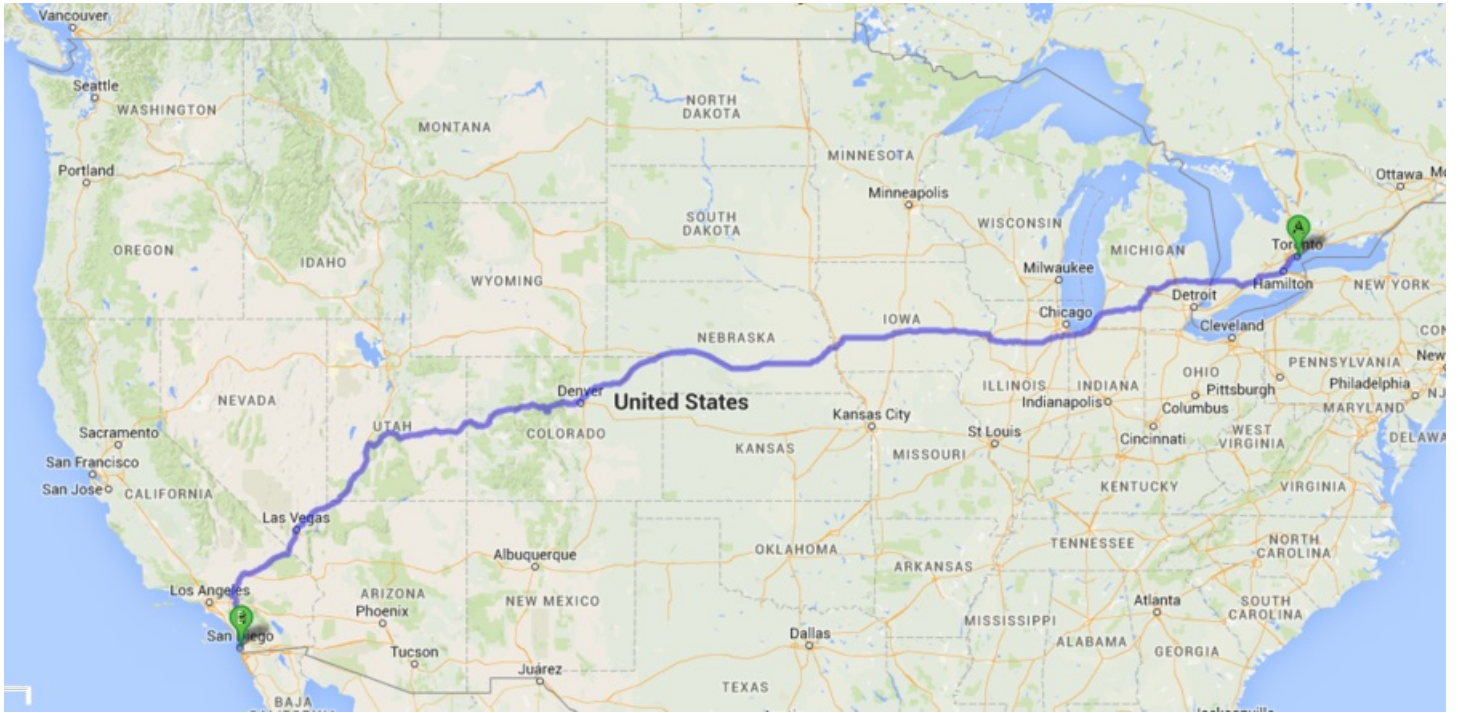 Vancouver
Seattle
WASHINGTON
NORTH
DAKOTA
MONTANA
MINNESOTA
Portland
Ottawa
Minneapolis
SOUTH
DAKOTA
WISCONSIN
A
Toronto
OREGON
IDAHO
MICHIGAN
Milwaukee
WYOMING
Hamilton
NEW YORK
Detroit
Chicago
IOWA
Cleveland
NEBRASKA
CON
New
PENNSYLVANIA
OHIO
Pittsburgh
Philadelphia
ILLINOIS
INDIANA
Denver
United States
NEVADA
Indianapolis
NJ
Columbus
MARYLAND
Kansas City
UTAH
COLORADO
Sacramento
St Louis
Cincinnati
WEST
VIRGINIA
DELAWA
KANSAS
MISSOURI
San Francisco
San Jose
CALIFORNIA
KENTUCKY
VIRGINIA
Las Vegas
TENNESSEE
NORTH
CAROLINA
OKLAHOMA
Albuquerque
ARKANSAS
Los Angeles
ARIZONA
NEW MEXICO
Phoenix
Atlanta
SOUTH
CAROLINA
MISSISSIPPI
San Diego
Dallas
ALABAMA
GEORGIA
Tucson
Juárez
TEXAS
BAJA